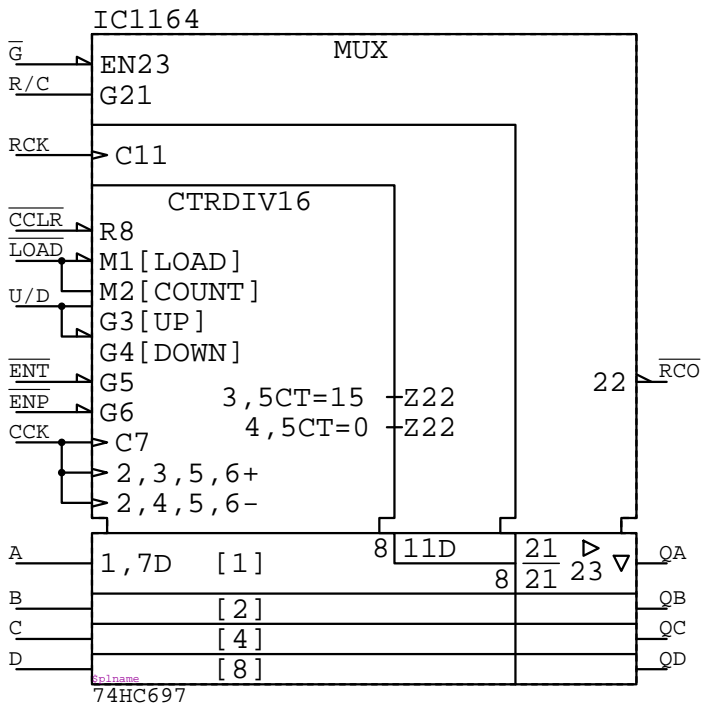 IC1164
MUX
G
EN23
R/C
G21
RCK
C11
CTRDIV16
CCLR
R8
LOAD
M1[LOAD]
M2[COUNT]
U/D
G3[UP]
G4[DOWN]
ENT
G5
ENP
G6
CCK
C7
3,5CT=15
Z22
4,5CT=0
Z22
22
RCO
2,3,5,6+
2,4,5,6-
A
1,7D
[1]
8
11D
8
21
21
23
QA
B
[2]
QB
C
[4]
QC
D
[8]
QD
$plname
74HC697